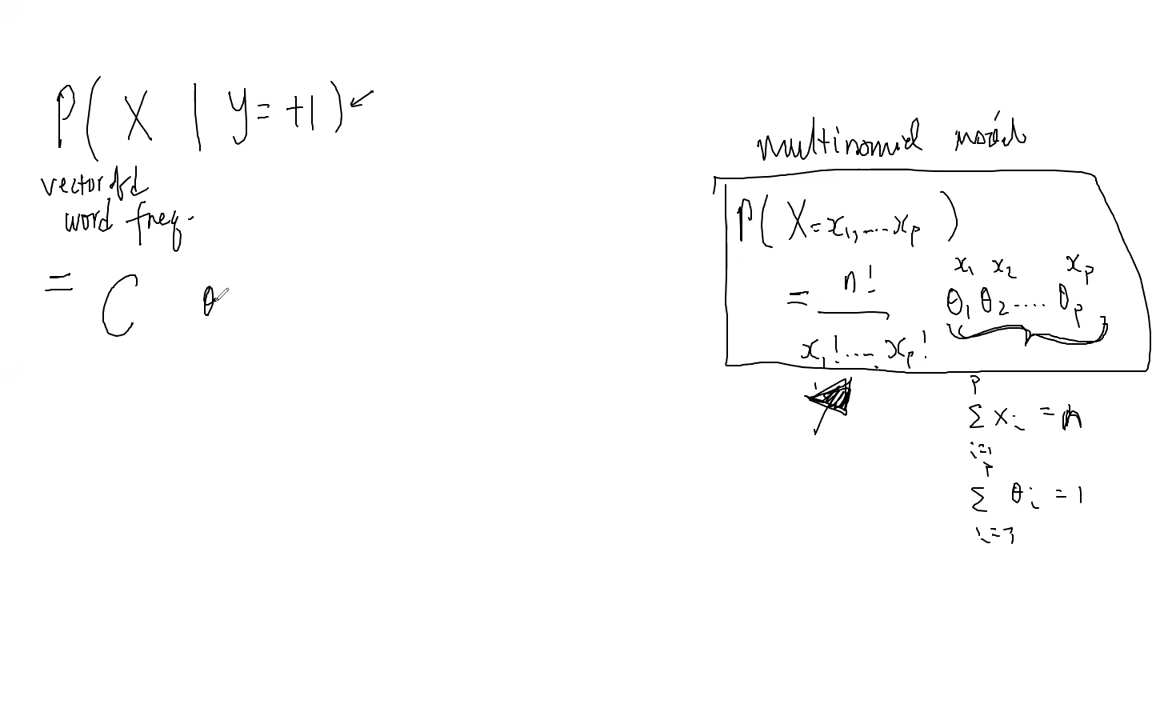 P( X | Y = +1 )
vector of d
word freq.
= C θ
multinomial model
P( X = x₁, .... xₚ )
= n! / x₁! .... xₚ! θ₁^x₁ θ₂^x₂ .... θₚ^xₚ
p
Σ xᵢ = n
i=1
p
Σ θᵢ = 1
i=1